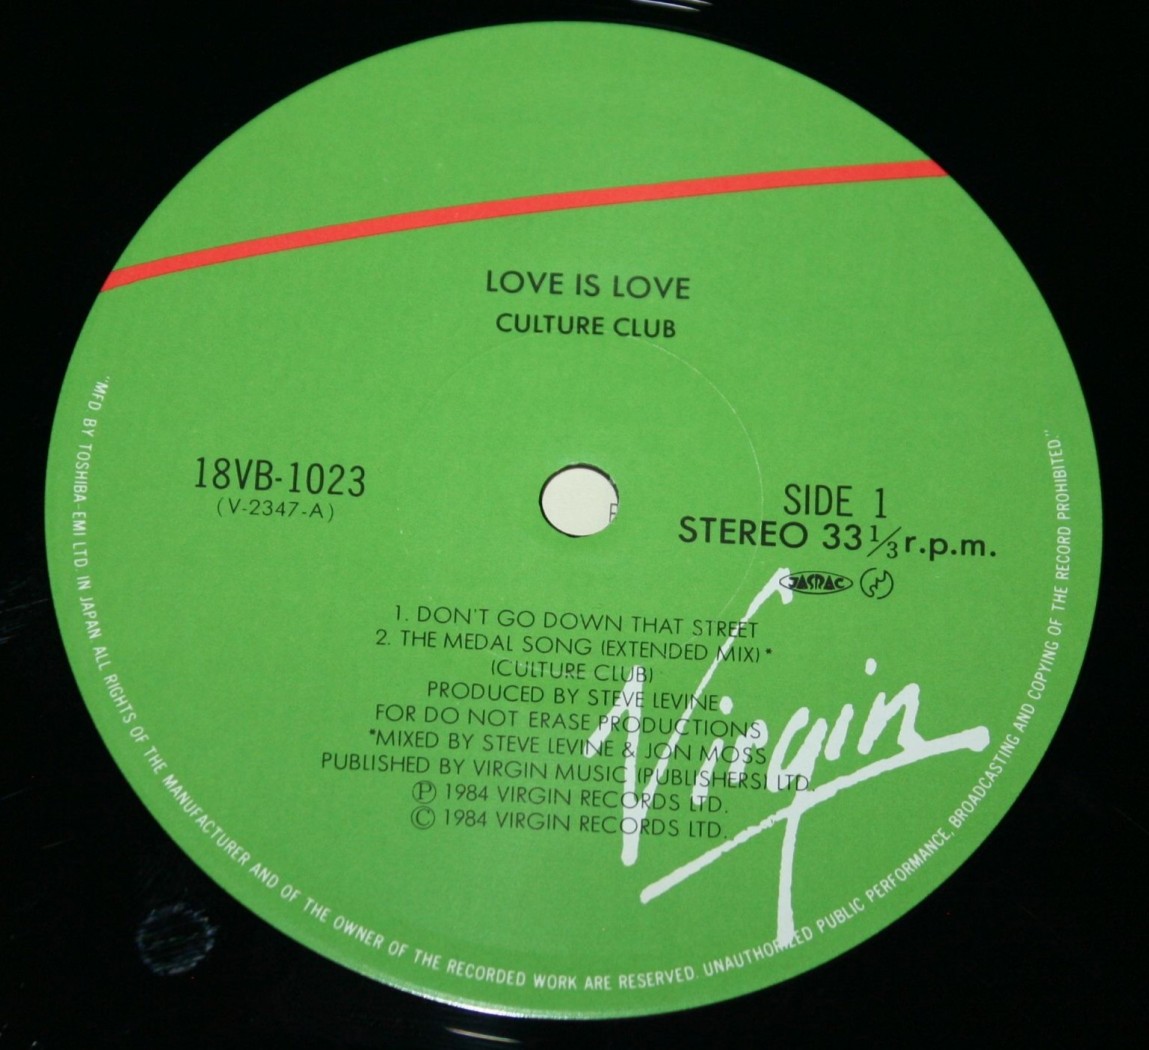 LOVE IS LOVE
CULTURE CLUB
18VB-1023
(V-2347-A)
SIDE 1
STEREO 33 1/3 r.p.m.
JASRAC
1. DON'T GO DOWN THAT STREET
2. THE MEDAL SONG (EXTENDED MIX)*
(CULTURE CLUB)
PRODUCED BY STEVE LEVINE
FOR DO NOT ERASE PRODUCTIONS
*MIXED BY STEVE LEVINE & JON MOSS
PUBLISHED BY VIRGIN MUSIC (PUBLISHERS) LTD.
Ⓟ 1984 VIRGIN RECORDS LTD.
© 1984 VIRGIN RECORDS LTD.
Virgin
"MFD BY TOSHIBA-EMI LTD. IN JAPAN ALL RIGHTS OF THE MANUFACTURER AND OF THE OWNER OF THE RECORDED WORK ARE RESERVED. UNAUTHORIZED PUBLIC PERFORMANCE, BROADCASTING AND COPYING OF THE RECORD PROHIBITED."